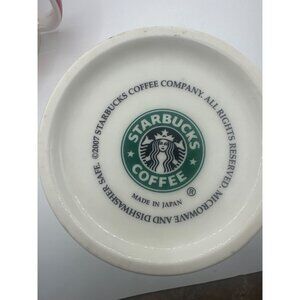 ©2007 STARBUCKS COFFEE COMPANY. ALL RIGHTS RESERVED. MICROWAVE AND DISHWASHER SAFE.
STARBUCKS
COFFEE
®
MADE IN JAPAN